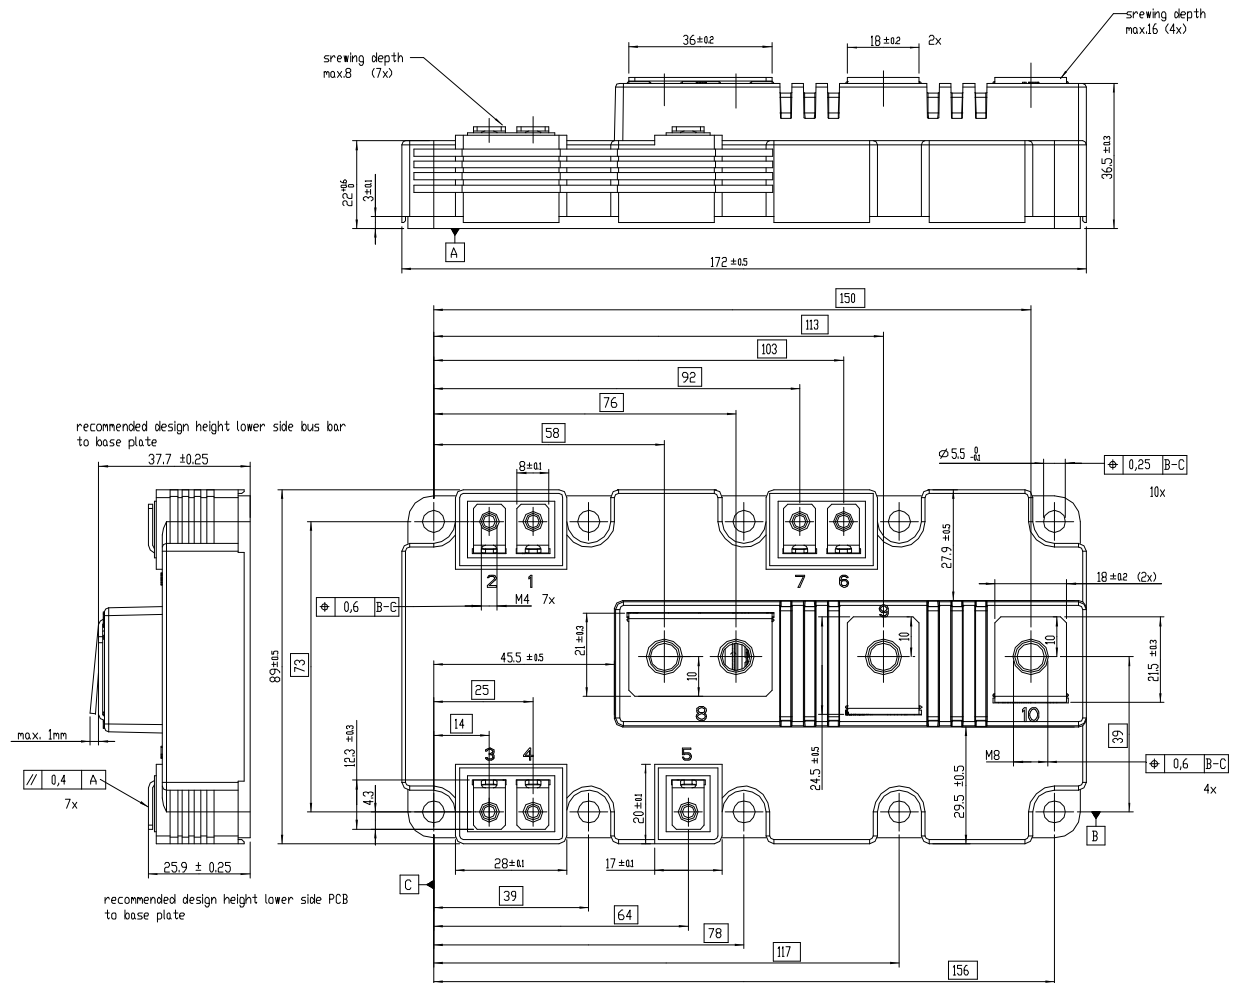 srewing depth
max.16 (4x)
36±0.2
18±0.2 2x
srewing depth
max.8 (7x)
22 +0.6 0
3±0.1
36.5 ±0.3
A
172 ±0.5
150
113
103
92
76
58
recommended design height lower side bus bar
to base plate
37.7 ±0.25
8±0.1
Ø5.5 0 -0.1
⌖ 0,25 B-C
10x
27.9 ±0.5
18±0.2 (2x)
2 1
7 6
M4 7x
⌖ 0,6 B-C
9
10
10
21±0.3
21.5 ±0.3
89±0.5
73
45.5 ±0.5
10
25
8
10
14
max. 1mm
39
3 4
5
12.3 ±0.3
24.5 ±0.5
M8
⌖ 0,6 B-C
4x
// 0,4 A
7x
4.3
20±0.1
29.5 ±0.5
B
25.9 ± 0.25
28±0.1
17±0.1
C
39
recommended design height lower side PCB
to base plate
64
78
117
156